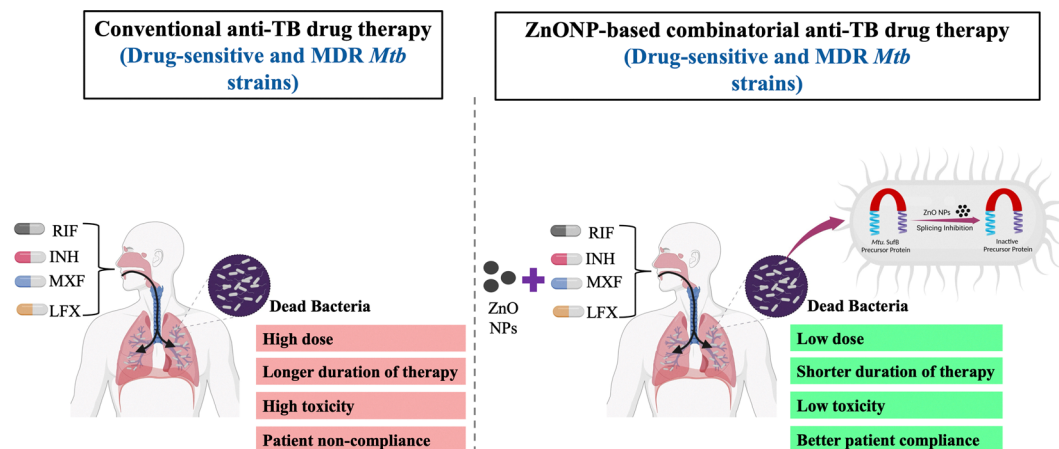 Conventional anti-TB drug therapy
(Drug-sensitive and MDR Mtb
strains)
RIF
INH
MXF
LFX
Dead Bacteria
High dose
Longer duration of therapy
High toxicity
Patient non-compliance
ZnONP-based combinatorial anti-TB drug therapy
(Drug-sensitive and MDR Mtb
strains)
ZnO
NPs
RIF
INH
MXF
LFX
ZnO NPs
Splicing Inhibition
Mtu. SufB
Precursor Protein
Inactive
Precursor Protein
Dead Bacteria
Low dose
Shorter duration of therapy
Low toxicity
Better patient compliance